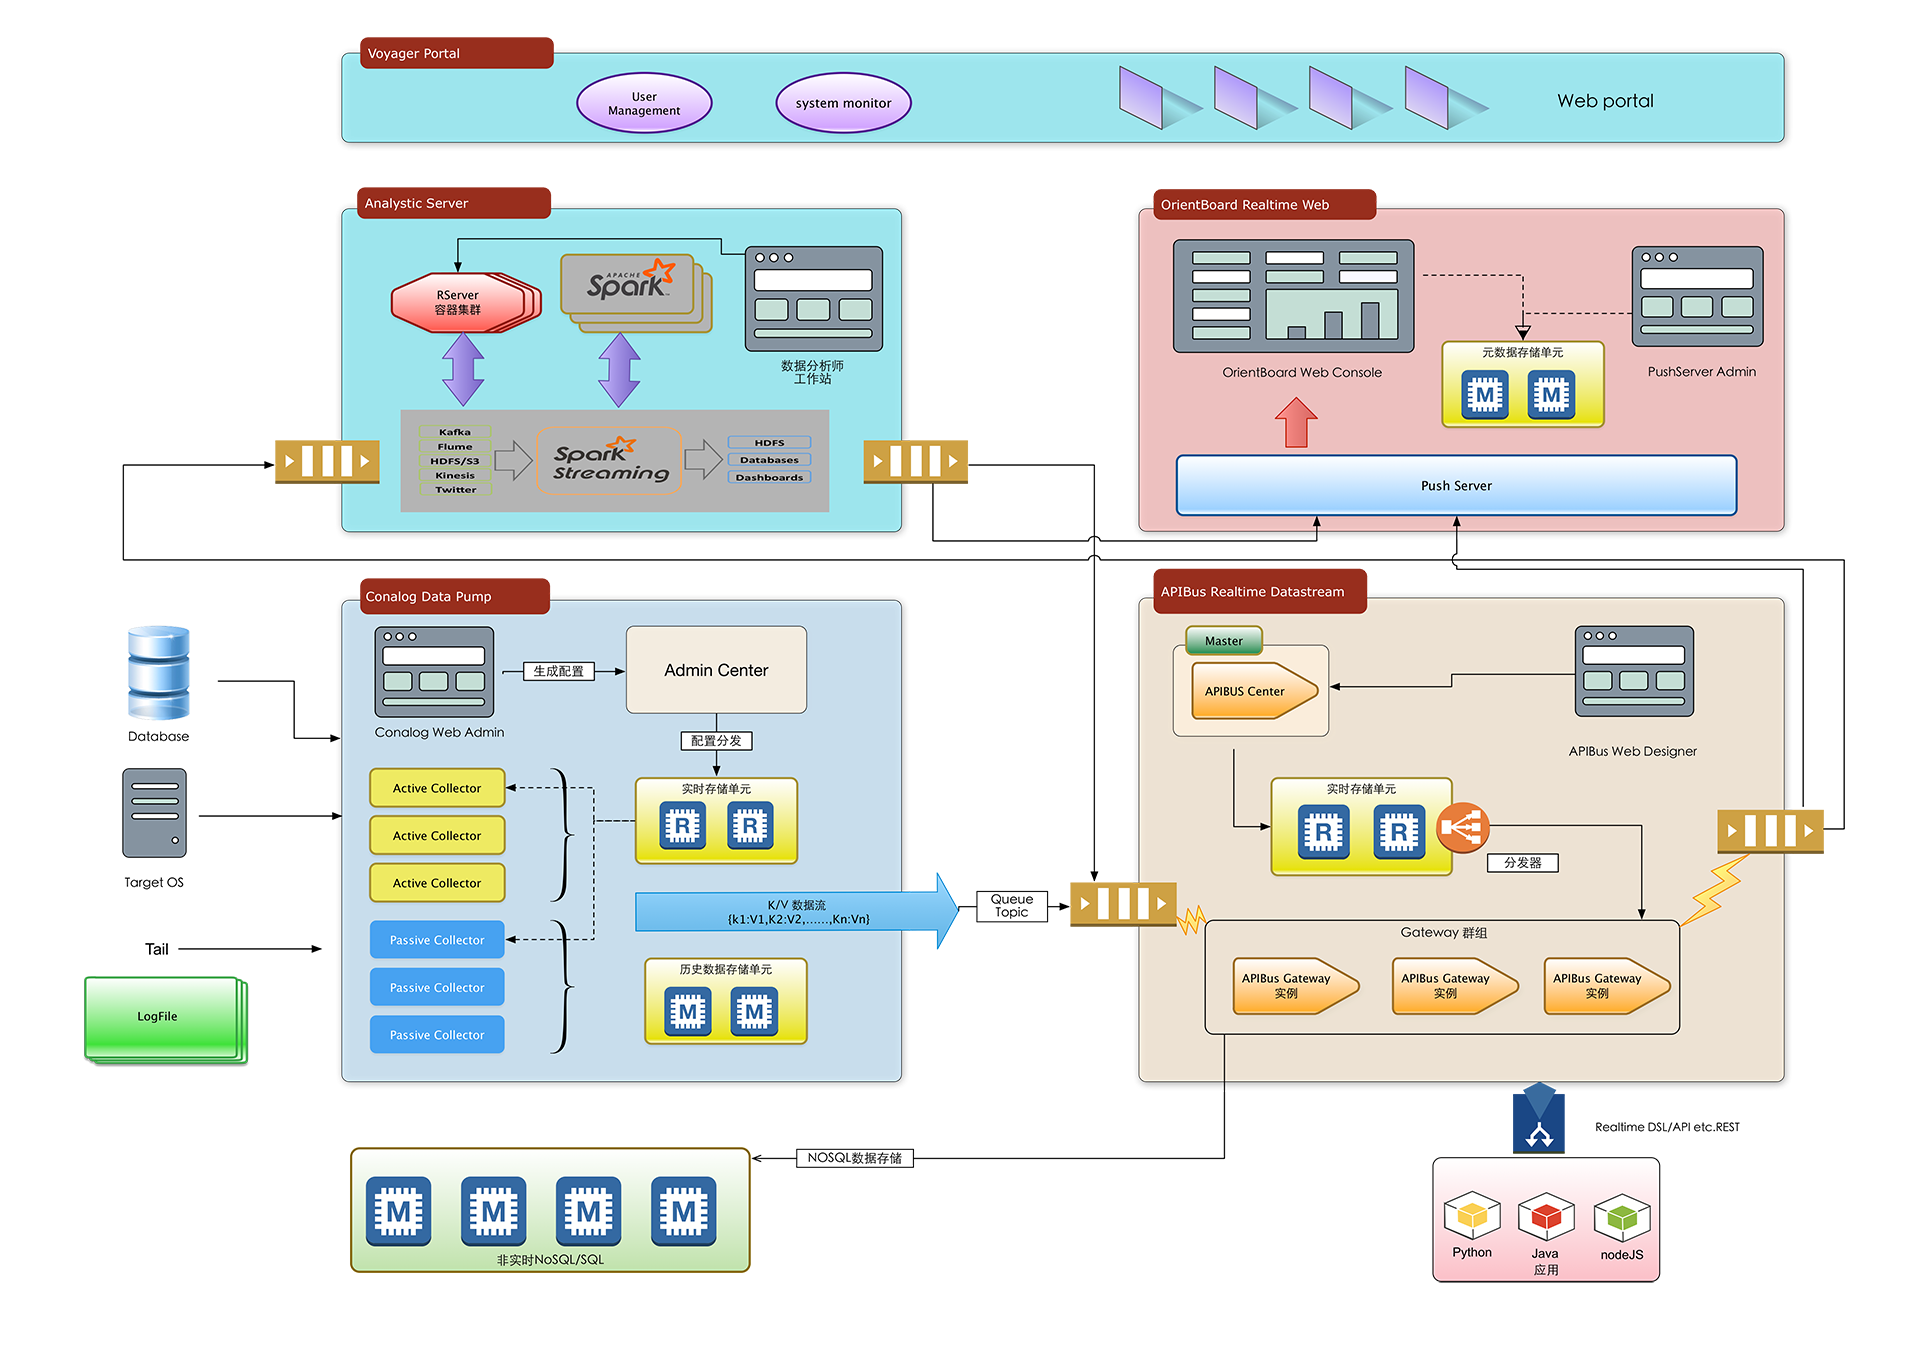 Voyager Portal
User
Management
system monitor
Web portal
Analystic Server
RServer
容器集群
APACHE
Spark
数据分析师
工作站
Kafka
Flume
HDFS/S3
Kinesis
Twitter
Spark
Streaming
HDFS
Databases
Dashboards
OrientBoard Realtime Web
OrientBoard Web Console
元数据存储单元
M
M
PushServer Admin
Push Server
Conalog Data Pump
Database
Target OS
Tail
LogFile
Conalog Web Admin
生成配置
Admin Center
配置分发
Active Collector
Active Collector
Active Collector
Passive Collector
Passive Collector
Passive Collector
实时存储单元
R
R
K/V 数据流
{k1:V1,K2:V2,......,Kn:Vn}
历史数据存储单元
M
M
Queue
Topic
APIBus Realtime Datastream
Master
APIBUS Center
APIBus Web Designer
实时存储单元
R
R
分发器
Gateway 群组
APIBus Gateway
实例
APIBus Gateway
实例
APIBus Gateway
实例
NOSQL数据存储
M
M
M
M
非实时NoSQL/SQL
Realtime DSL/API etc.REST
Python
Java
应用
nodeJS